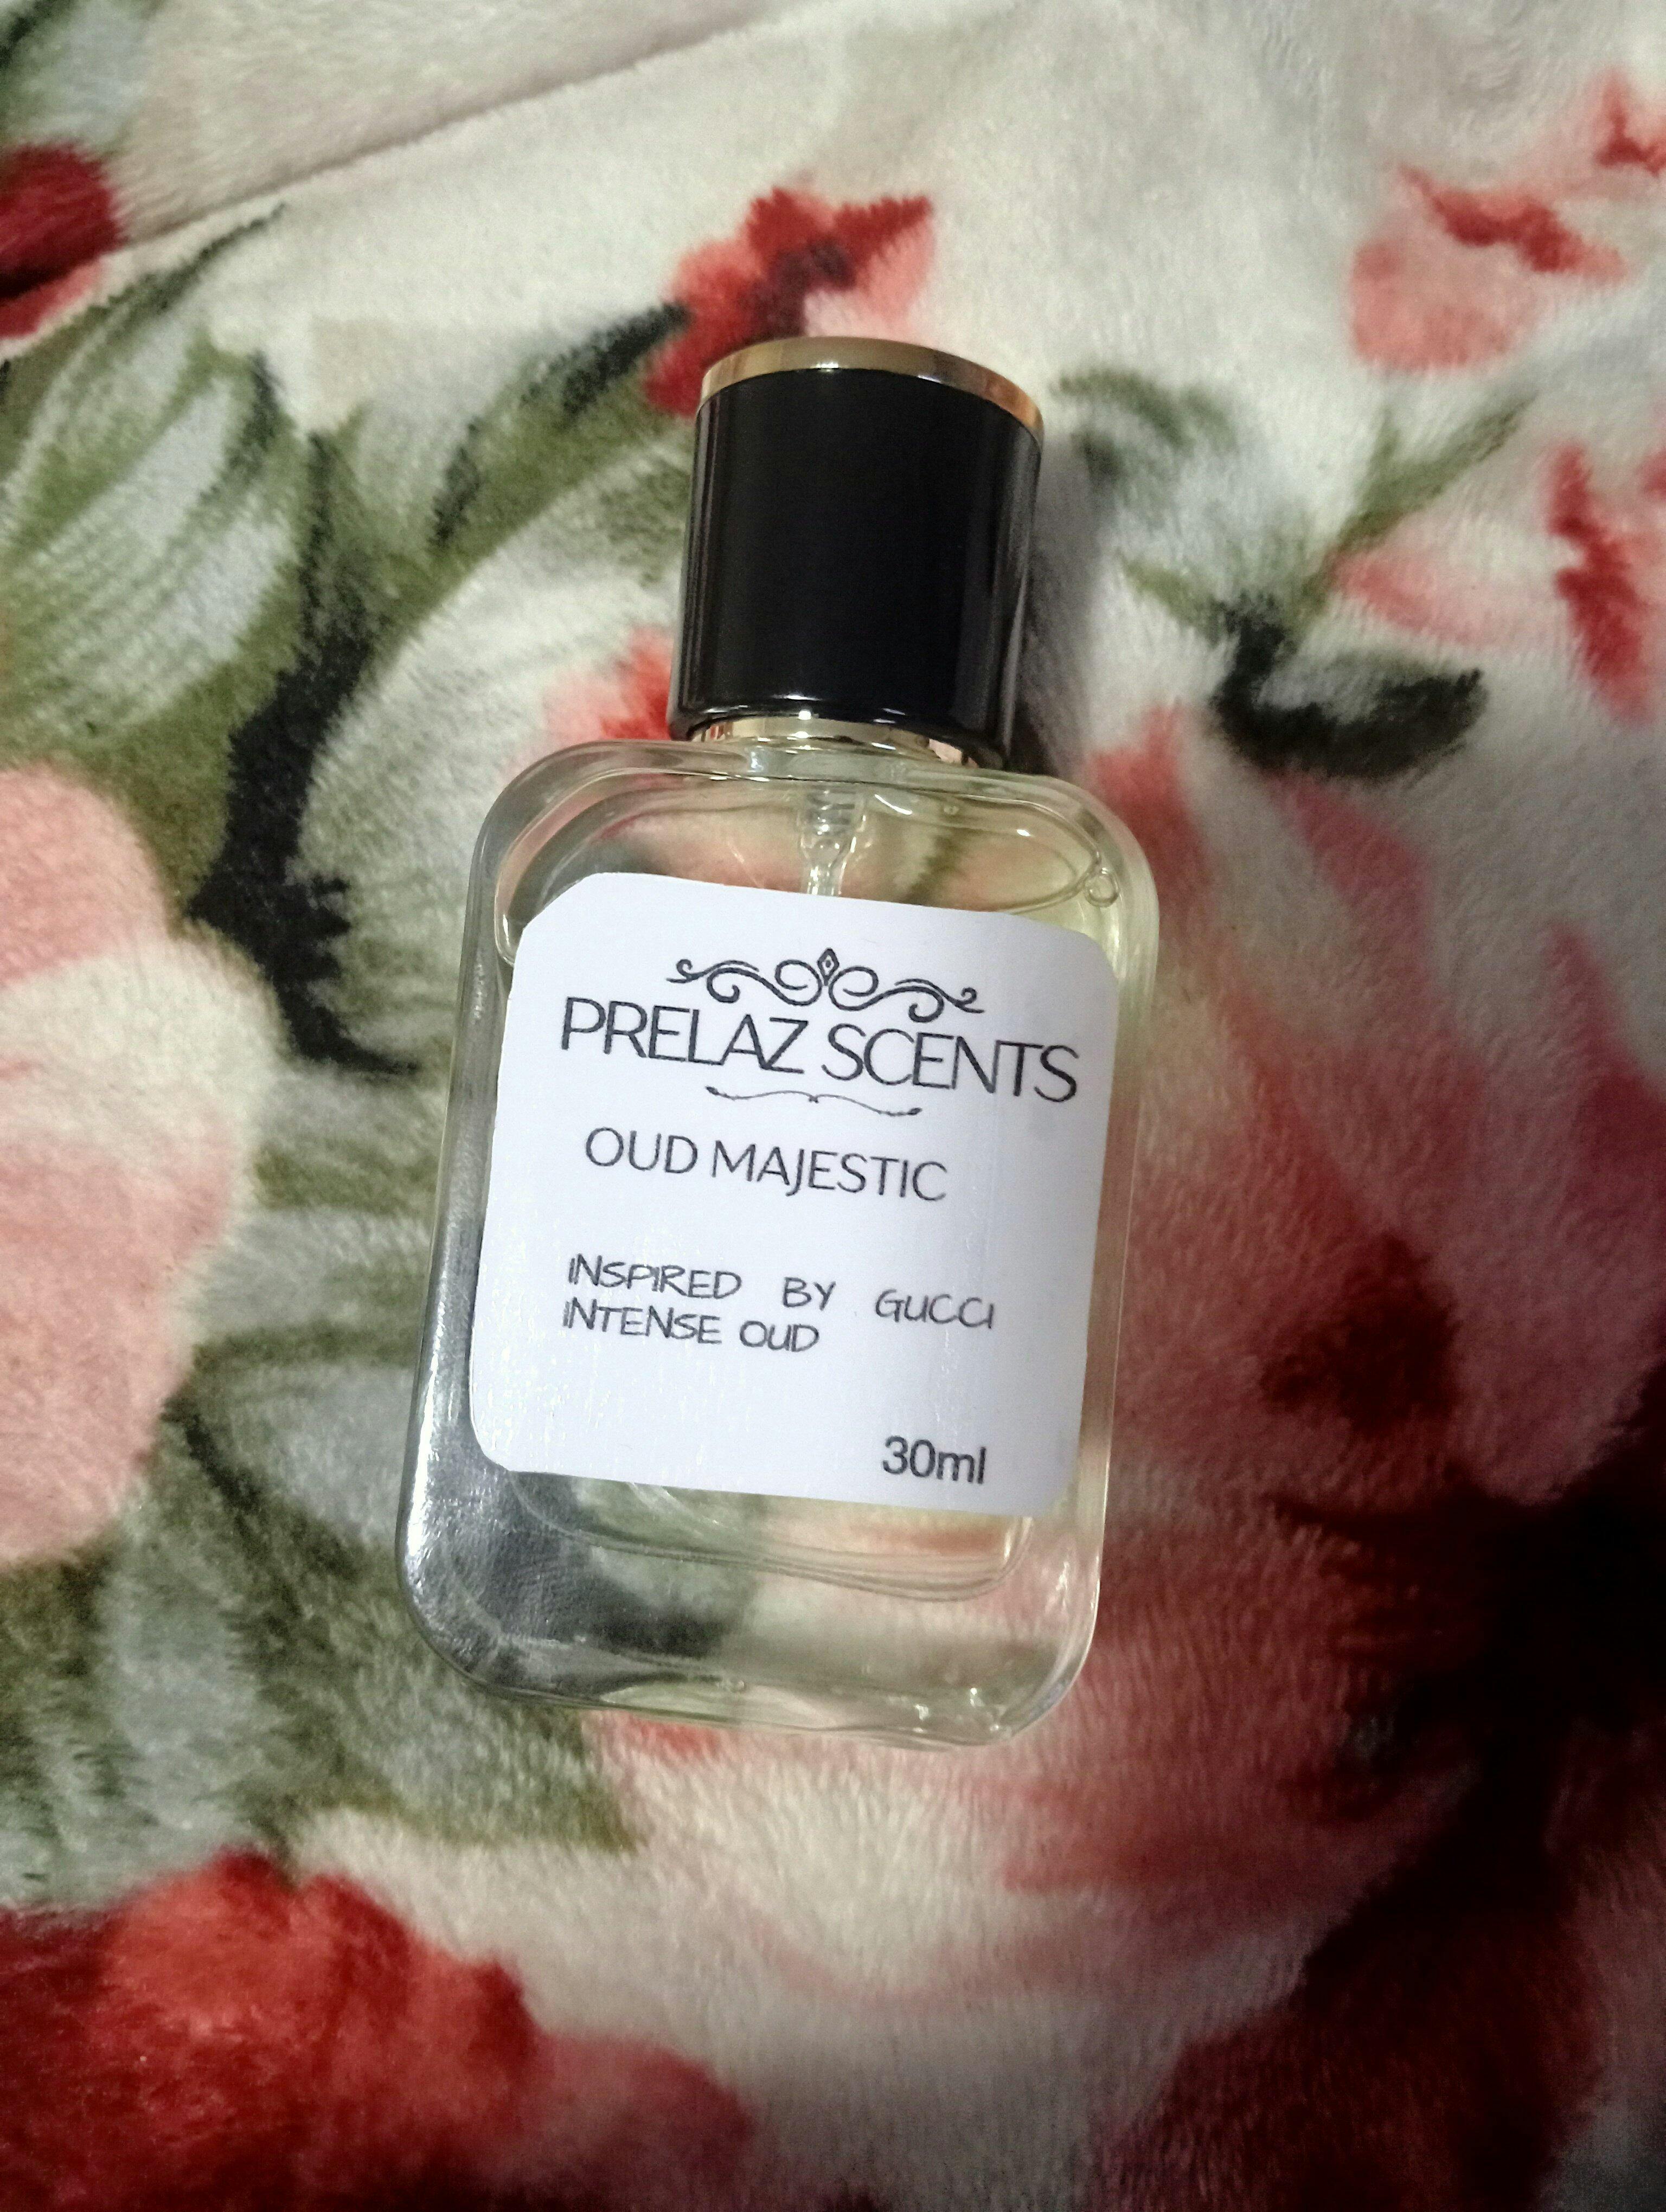 PRELAZ SCENTS
OUD MAJESTIC
INSPIRED BY GUCCI
INTENSE OUD
30ml